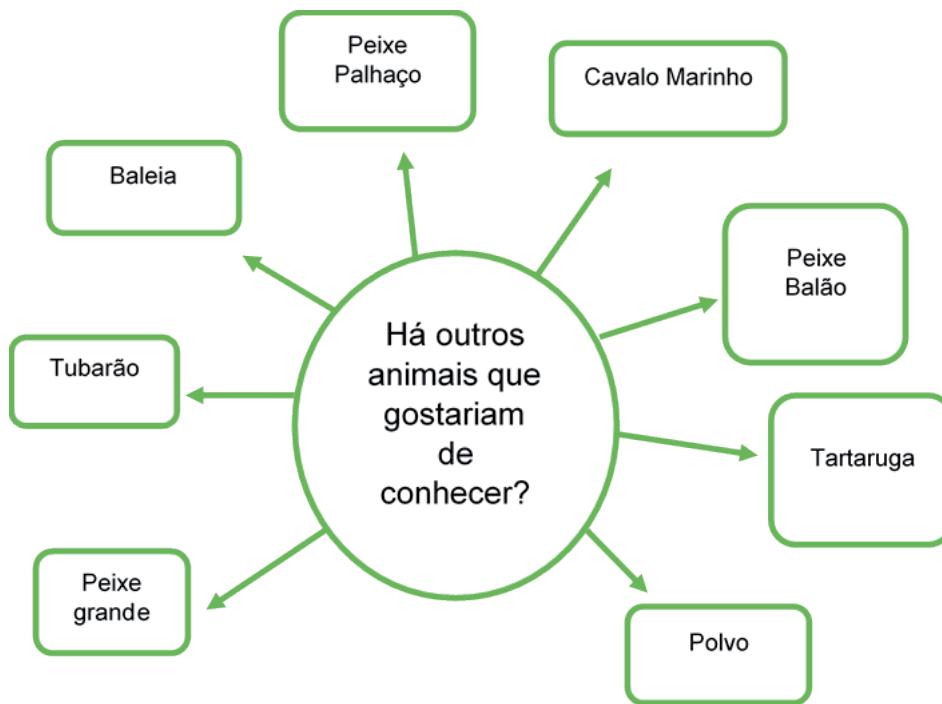 Peixe
Palhaço
Cavalo Marinho
Baleia
Peixe
Balão
Há outros
animais que
gostariam
de
conhecer?
Tubarão
Tartaruga
Peixe
grande
Polvo